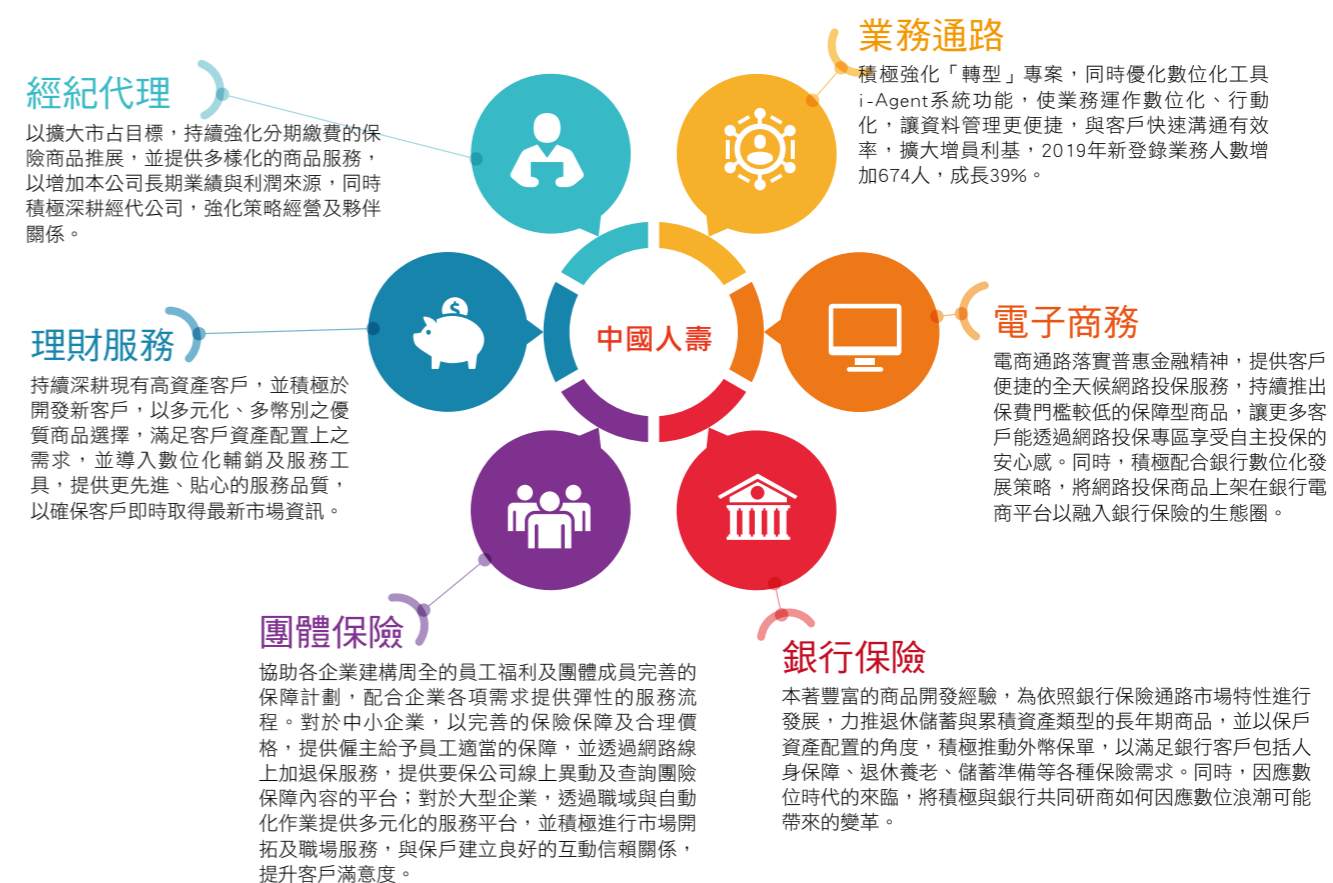 業務通路
積極強化「轉型」專案，同時優化數位化工具
i-Agent系統功能，使業務運作數位化、行動
化，讓資料管理更便捷，與客戶快速溝通有效
率，擴大增員利基，2019年新登錄業務人數增
加674人，成長39%。
經紀代理
以擴大市占目標，持續強化分期繳費的保
險商品推展，並提供多樣化的商品服務，
以增加本公司長期業績與利潤來源，同時
積極深耕經代公司，強化策略經營及夥伴
關係。
中國人壽
電子商務
電商通路落實普惠金融精神，提供客戶
便捷的全天候網路投保服務，持續推出
保費門檻較低的保障型商品，讓更多客
戶能透過網路投保專區享受自主投保的
安心感。同時，積極配合銀行數位化發
展策略，將網路投保商品上架在銀行電
商平台以融入銀行保險的生態圈。
理財服務
持續深耕現有高資產客戶，並積極於
開發新客戶，以多元化、多幣別之優
質商品選擇，滿足客戶資產配置上之
需求，並導入數位化輔銷及服務工
具，提供更先進、貼心的服務品質，
以確保客戶即時取得最新市場資訊。
團體保險
協助各企業建構周全的員工福利及團體成員完善的
保障計劃，配合企業各項需求提供彈性的服務流
程。對於中小企業，以完善的保險保障及合理價
格，提供僱主給予員工適當的保障，並透過網路線
上加退保服務，提供要保公司線上異動及查詢團險
保障內容的平台；對於大型企業，透過職域與自動
化作業提供多元化的服務平台，並積極進行市場開
拓及職場服務，與保戶建立良好的互動信賴關係，
提升客戶滿意度。
銀行保險
本著豐富的商品開發經驗，為依照銀行保險通路市場特性進行
發展，力推退休儲蓄與累積資產類型的長年期商品，並以保戶
資產配置的角度，積極推動外幣保單，以滿足銀行客戶包括人
身保障、退休養老、儲蓄準備等各種保險需求。同時，因應數
位時代的來臨，將積極與銀行共同研商如何因應數位浪潮可能
帶來的變革。